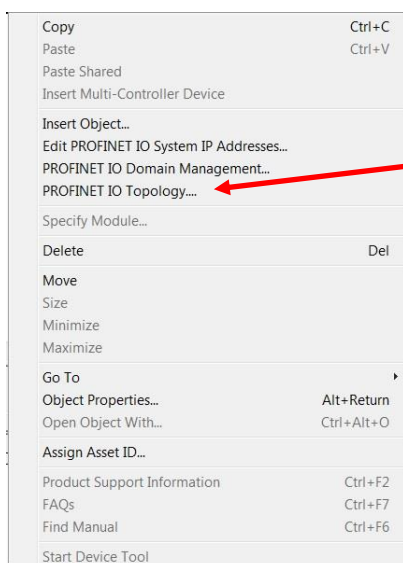 Copy Ctrl+C
Paste Ctrl+V
Paste Shared
Insert Multi-Controller Device
Insert Object...
Edit PROFINET IO System IP Addresses...
PROFINET IO Domain Management...
PROFINET IO Topology....
Specify Module...
Delete Del
Move
Size
Minimize
Maximize
Go To
Object Properties... Alt+Return
Open Object With... Ctrl+Alt+O
Assign Asset ID...
Product Support Information Ctrl+F2
FAQs Ctrl+F7
Find Manual Ctrl+F6
Start Device Tool